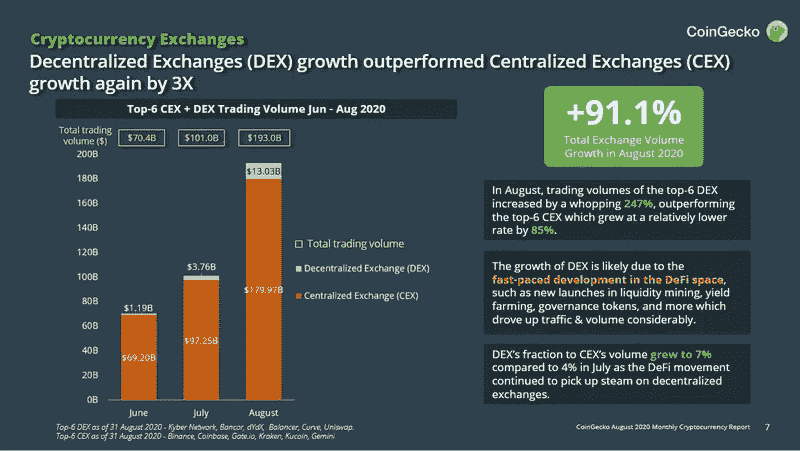 CoinGecko
Cryptocurrency Exchanges
Decentralized Exchanges (DEX) growth outperformed Centralized Exchanges (CEX)
growth again by 3X
Top-6 CEX + DEX Trading Volume Jun - Aug 2020
Total trading
volume ($)
$70.4B
$101.0B
$193.0B
200B
180B
160B
140B
120B
100B
80B
60B
40B
20B
0B
$1.19B
$69.20B
$3.76B
$97.25B
$13.03B
$179.97B
June
July
August
Total trading volume
Decentralized Exchange (DEX)
Centralized Exchange (CEX)
+91.1%
Total Exchange Volume
Growth in August 2020
In August, trading volumes of the top-6 DEX
increased by a whopping 247%, outperforming
the top-6 CEX which grew at a relatively lower
rate by 85%.
The growth of DEX is likely due to the
fast-paced development in the DeFi space,
such as new launches in liquidity mining, yield
farming, governance tokens, and more which
drove up traffic & volume considerably.
DEX's fraction to CEX's volume grew to 7%
compared to 4% in July as the DeFi movement
continued to pick up steam on decentralized
exchanges.
Top-6 DEX as of 31 August 2020 - Kyber Network, Bancor, dYdX, Balancer, Curve, Uniswap.
Top-6 CEX as of 31 August 2020 - Binance, Coinbase, Gate.io, Kraken, Kucoin, Gemini
CoinGecko August 2020 Monthly Cryptocurrency Report
7